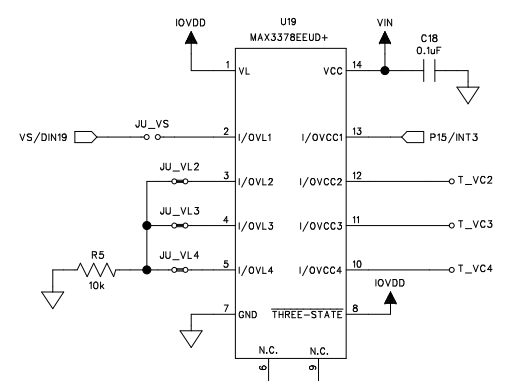 U19
MAX3378EEUD+
IOVDD
VIN
C18
0.1uF
1 VL VCC 14
JU_VS
VS/DIN19 2 I/OVL1 I/OVCC1 13 P15/INT3
JU_VL2
3 I/OVL2 I/OVCC2 12 T_VC2
JU_VL3
4 I/OVL3 I/OVCC3 11 T_VC3
R5
10k
JU_VL4
5 I/OVL4 I/OVCC4 10 T_VC4
IOVDD
7 GND THREE-STATE 8
N.C. N.C.
6 9